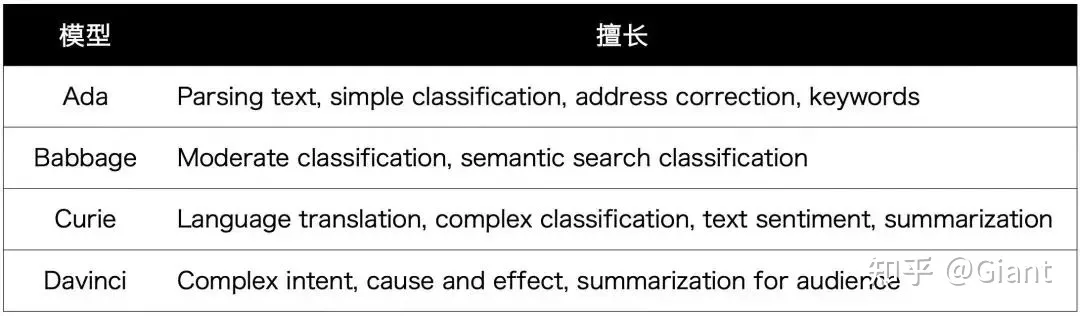 模型 擅长
Ada Parsing text, simple classification, address correction, keywords
Babbage Moderate classification, semantic search classification
Curie Language translation, complex classification, text sentiment, summarization
Davinci Complex intent, cause and effect, summarization for audience
知乎 @Giant